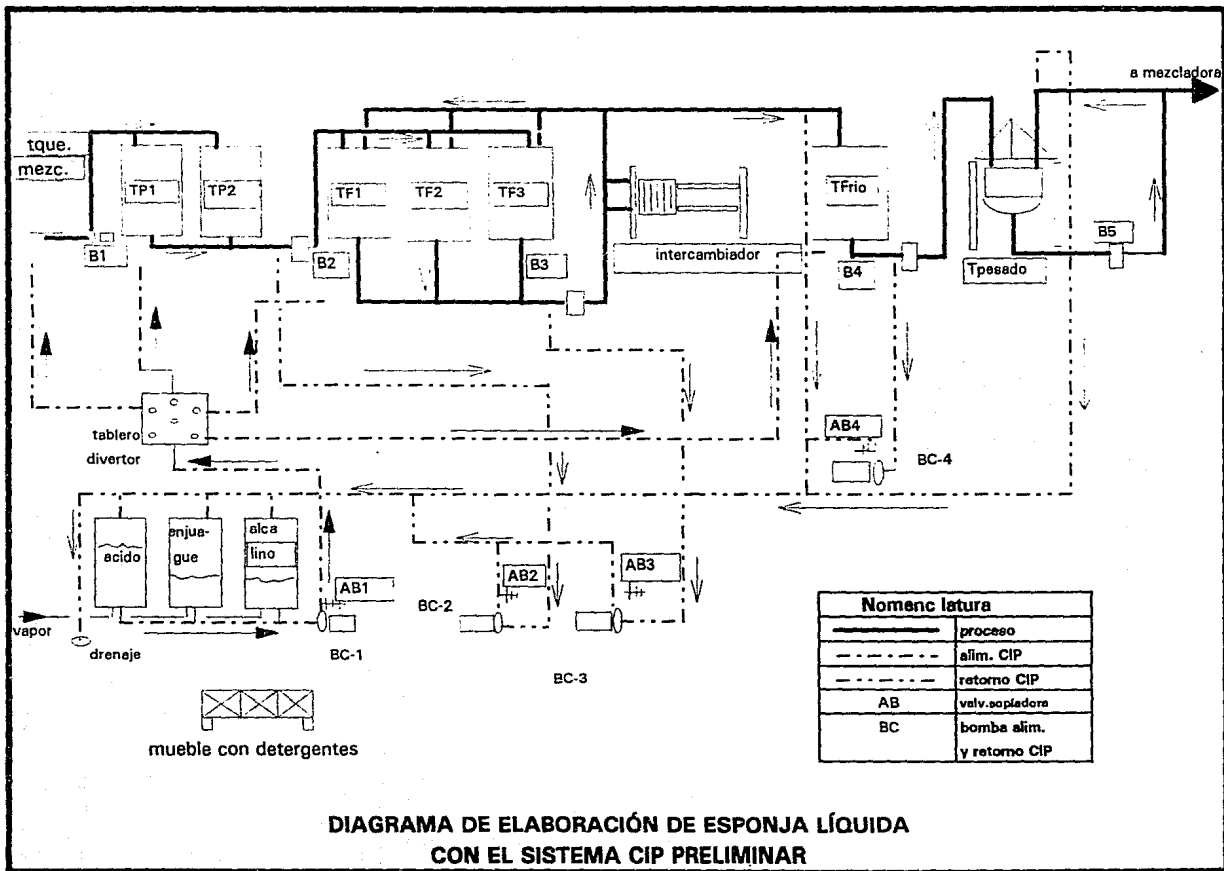 a mezcladora
tque.
mezc.
TP1
TP2
TF1
TF2
TF3
TFrio
B1
B2
B3
intercambiador
B4
Tpesado
B5
tablero
divertor
AB4
BC-4
acido
enjua-
gue
alca
lino
AB1
AB2
AB3
BC-2
vapor
drenaje
BC-1
BC-3
mueble con detergentes
Nomenc latura
proceso
alim. CIP
retorno CIP
AB valv.sopladora
BC bomba alim.
y retorno CIP
DIAGRAMA DE ELABORACIÓN DE ESPONJA LÍQUIDA
CON EL SISTEMA CIP PRELIMINAR